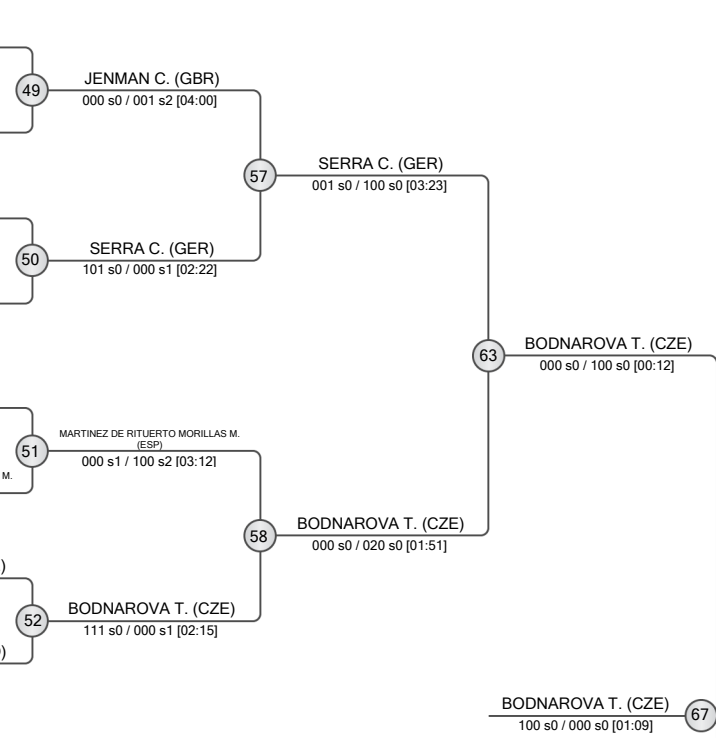 49
JENMAN C. (GBR)
000 s0 / 001 s2 [04:00]
57
SERRA C. (GER)
001 s0 / 100 s0 [03:23]
50
SERRA C. (GER)
101 s0 / 000 s1 [02:22]
63
BODNAROVA T. (CZE)
000 s0 / 100 s0 [00:12]
51
MARTINEZ DE RITUERTO MORILLAS M.
(ESP)
000 s1 / 100 s2 [03:12]
M.
58
BODNAROVA T. (CZE)
000 s0 / 020 s0 [01:51]
)
52
BODNAROVA T. (CZE)
111 s0 / 000 s1 [02:15]
)
BODNAROVA T. (CZE)
100 s0 / 000 s0 [01:09]
67